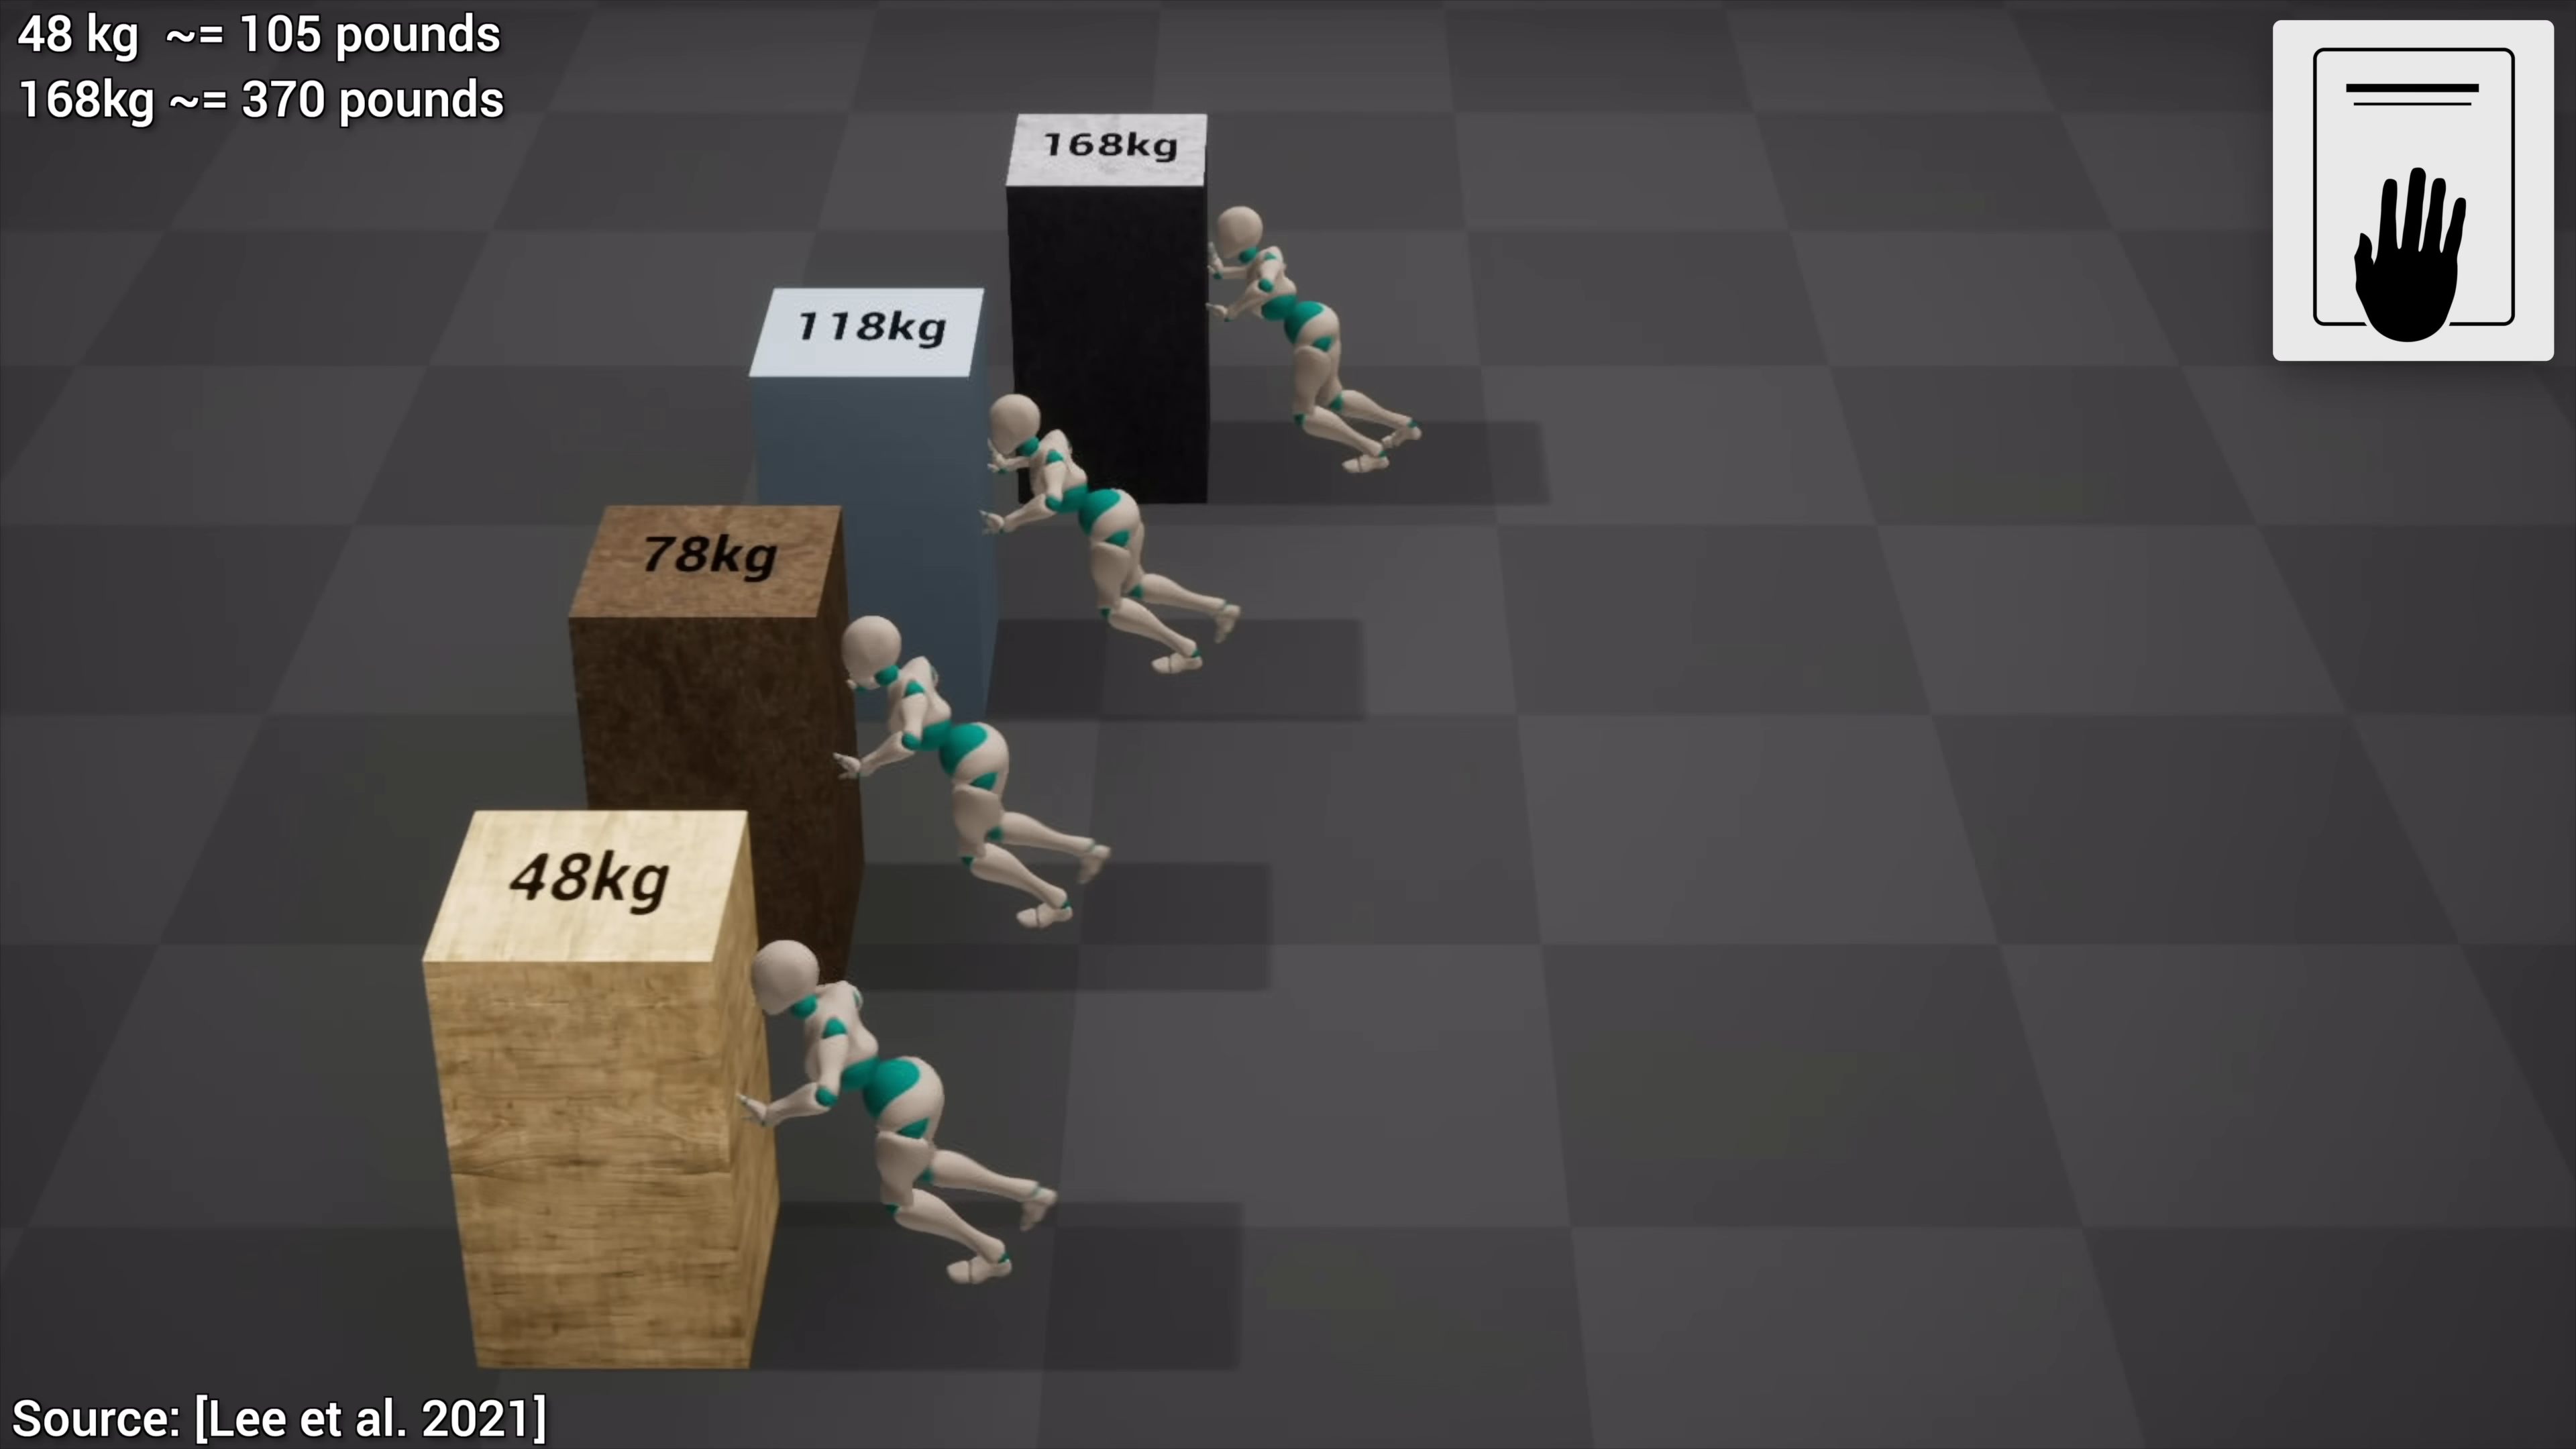 48 kg ~= 105 pounds
168kg ~= 370 pounds
168kg
118kg
78kg
48kg
Source: [Lee et al. 2021]